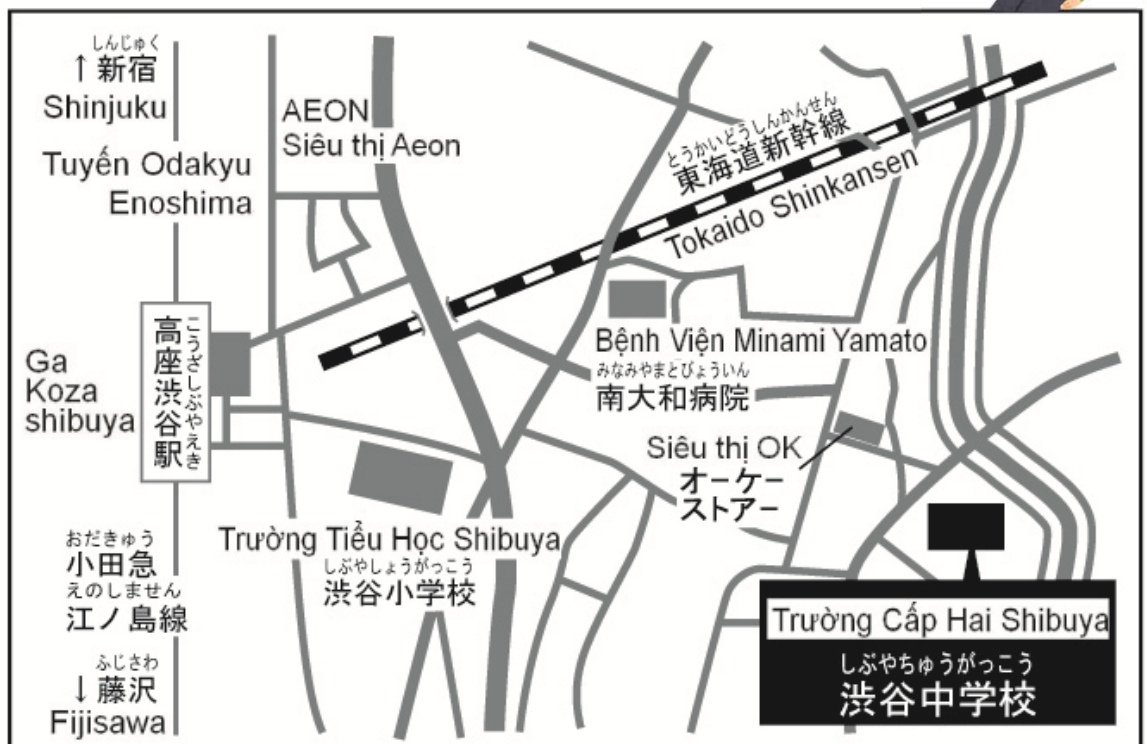 しんじゅく
↑新宿
Shinjuku
Tuyến Odakyu
Enoshima
AEON
Siêu thị Aeon
とうかいどうしんかんせん
東海道新幹線
Tokaido Shinkansen
Ga
Koza
shibuya
高座渋谷駅
こうざしぶやえき
Bệnh Viện Minami Yamato
みなみやまとびょういん
南大和病院
Siêu thị OK
オーケー
ストアー
Trường Tiểu Học Shibuya
しぶやしょうがっこう
渋谷小学校
おだきゅう
小田急
えのしません
江ノ島線
ふじさわ
↓藤沢
Fijisawa
Trường Cấp Hai Shibuya
しぶやちゅうがっこう
渋谷中学校